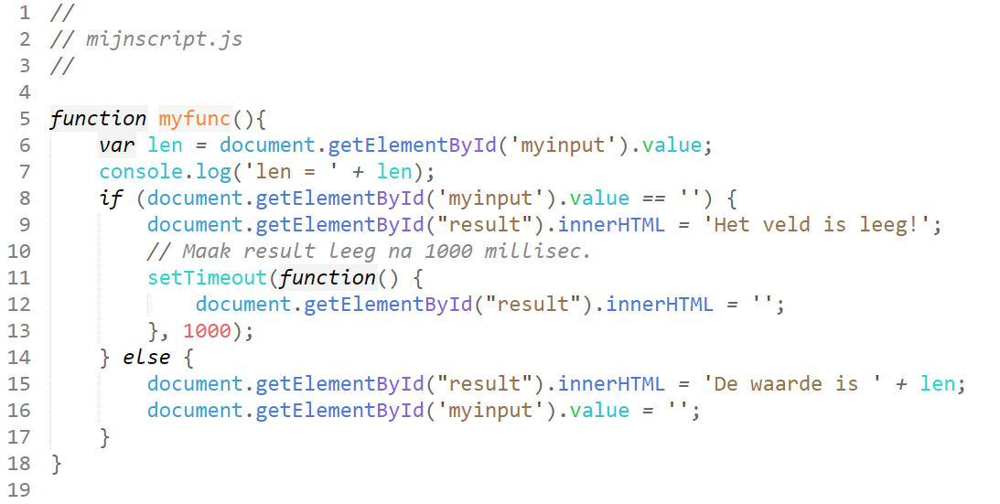 1 //
2 // mijnscript.js
3 //
4
5 function myfunc(){
6     var len = document.getElementById('myinput').value;
7     console.log('len = ' + len);
8     if (document.getElementById('myinput').value == '') {
9         document.getElementById("result").innerHTML = 'Het veld is leeg!';
10         // Maak result leeg na 1000 millisec.
11         setTimeout(function() {
12             document.getElementById("result").innerHTML = '';
13         }, 1000);
14     } else {
15         document.getElementById("result").innerHTML = 'De waarde is ' + len;
16         document.getElementById('myinput').value = '';
17     }
18 }
19